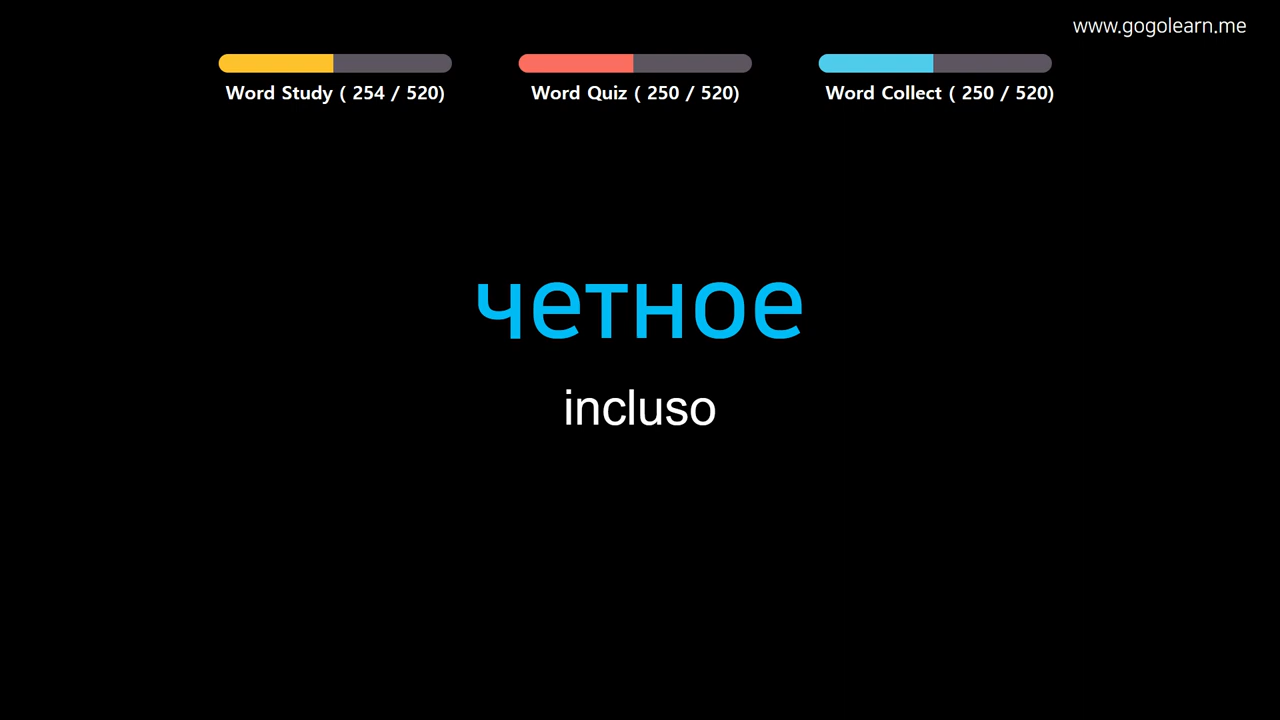 www.gogolearn.me
Word Study ( 254 / 520)
Word Quiz ( 250 / 520)
Word Collect ( 250 / 520)
четное
incluso